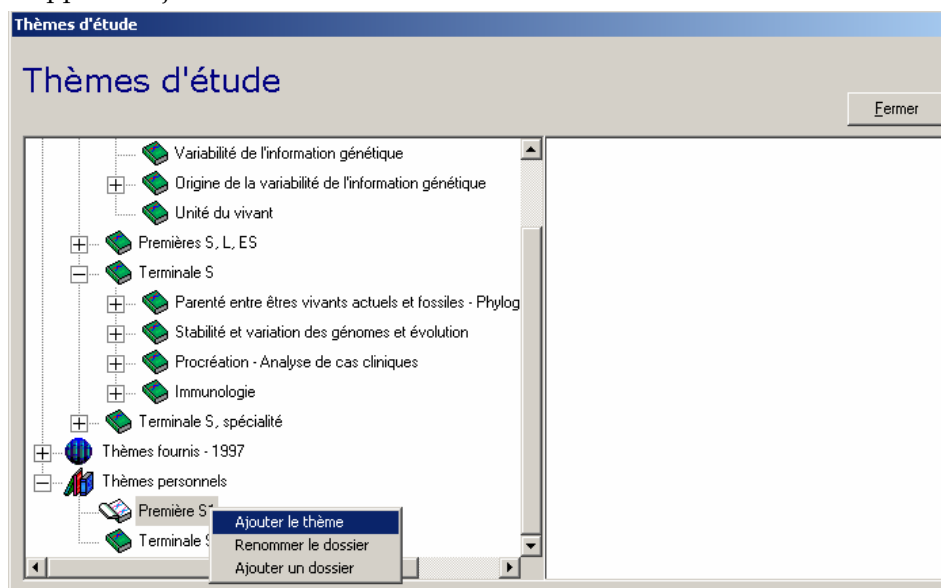 Thèmes d'étude
Thèmes d'étude
Fermer
Variabilité de l'information génétique
Origine de la variabilité de l'information génétique
Unité du vivant
Premières S, L, ES
Terminale S
Parenté entre êtres vivants actuels et fossiles - Phylog
Stabilité et variation des génomes et évolution
Procréation - Analyse de cas cliniques
Immunologie
Terminale S, spécialité
Thèmes fournis - 1997
Thèmes personnels
Première S1
Ajouter le thème
Terminale S
Renommer le dossier
Ajouter un dossier